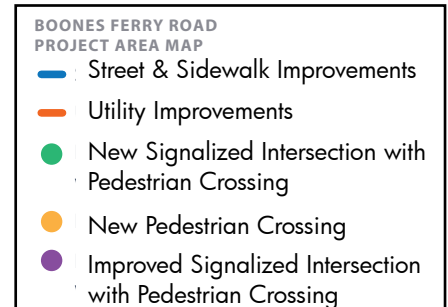 BOONES FERRY ROAD
PROJECT AREA MAP
Street & Sidewalk Improvements
Utility Improvements
New Signalized Intersection with
Pedestrian Crossing
New Pedestrian Crossing
Improved Signalized Intersection
with Pedestrian Crossing